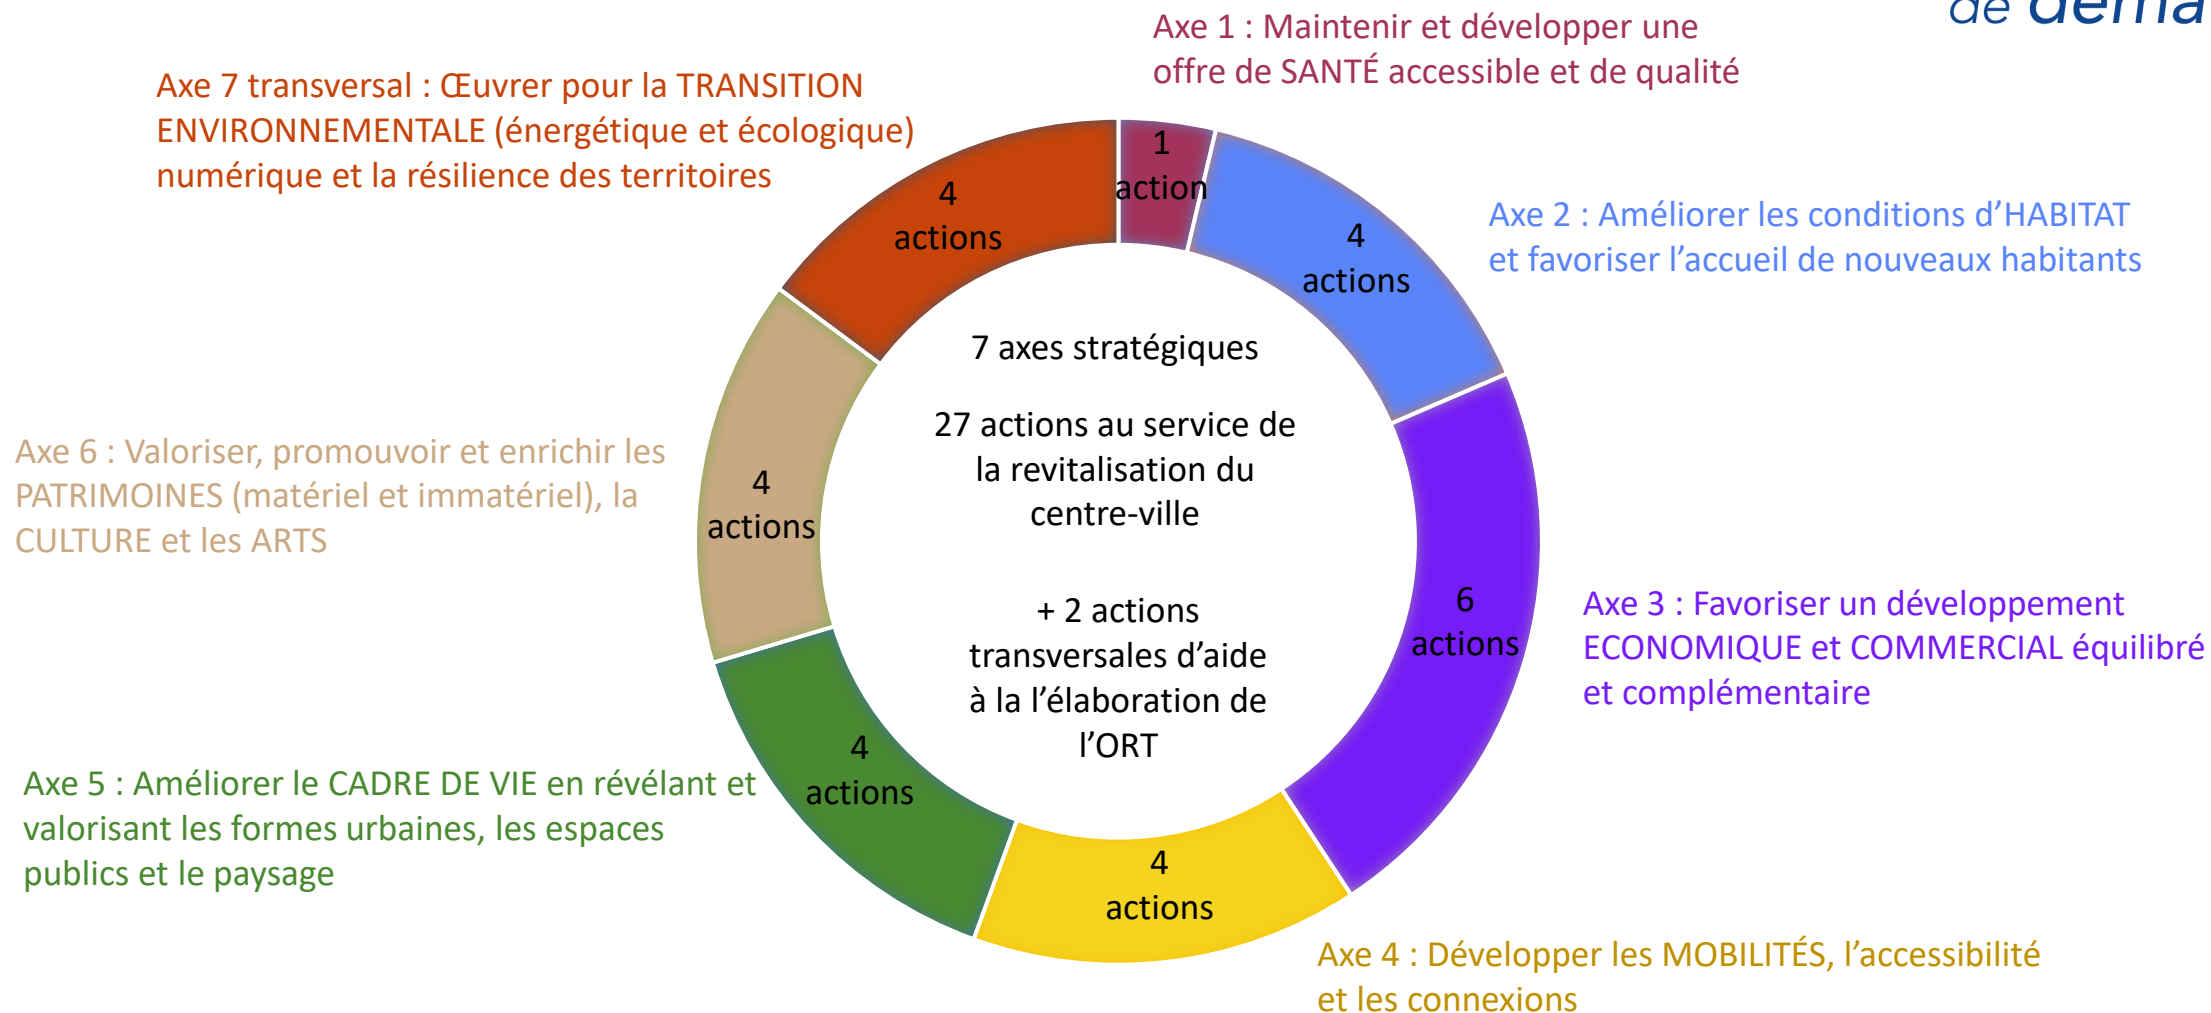 de dema
Axe 1 : Maintenir et développer une
offre de SANTÉ accessible et de qualité
Axe 7 transversal : Œuvrer pour la TRANSITION
ENVIRONNEMENTALE (énergétique et écologique)
numérique et la résilience des territoires
1
action
4
actions
4
actions
Axe 2 : Améliorer les conditions d’HABITAT
et favoriser l’accueil de nouveaux habitants
7 axes stratégiques
27 actions au service de
la revitalisation du
centre-ville
+ 2 actions
transversales d’aide
à la l’élaboration de
l’ORT
Axe 6 : Valoriser, promouvoir et enrichir les
PATRIMOINES (matériel et immatériel), la
CULTURE et les ARTS
4
actions
6
actions
Axe 3 : Favoriser un développement
ECONOMIQUE et COMMERCIAL équilibré
et complémentaire
Axe 5 : Améliorer le CADRE DE VIE en révélant et
valorisant les formes urbaines, les espaces
publics et le paysage
4
actions
4
actions
Axe 4 : Développer les MOBILITÉS, l’accessibilité
et les connexions